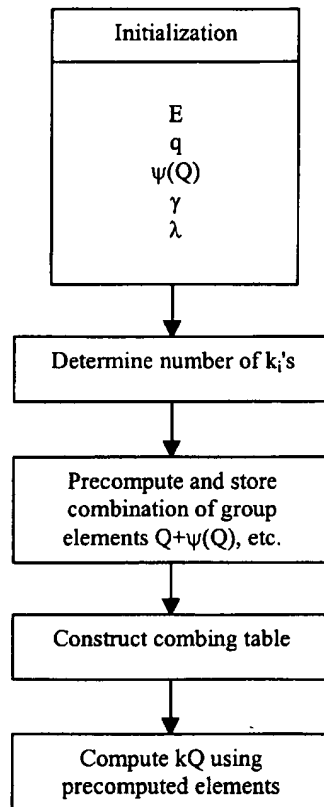 Initialization
E
q
ψ(Q)
γ
λ
Determine number of kᵢ's
Precompute and store
combination of group
elements Q+ψ(Q), etc.
Construct combing table
Compute kQ using
precomputed elements